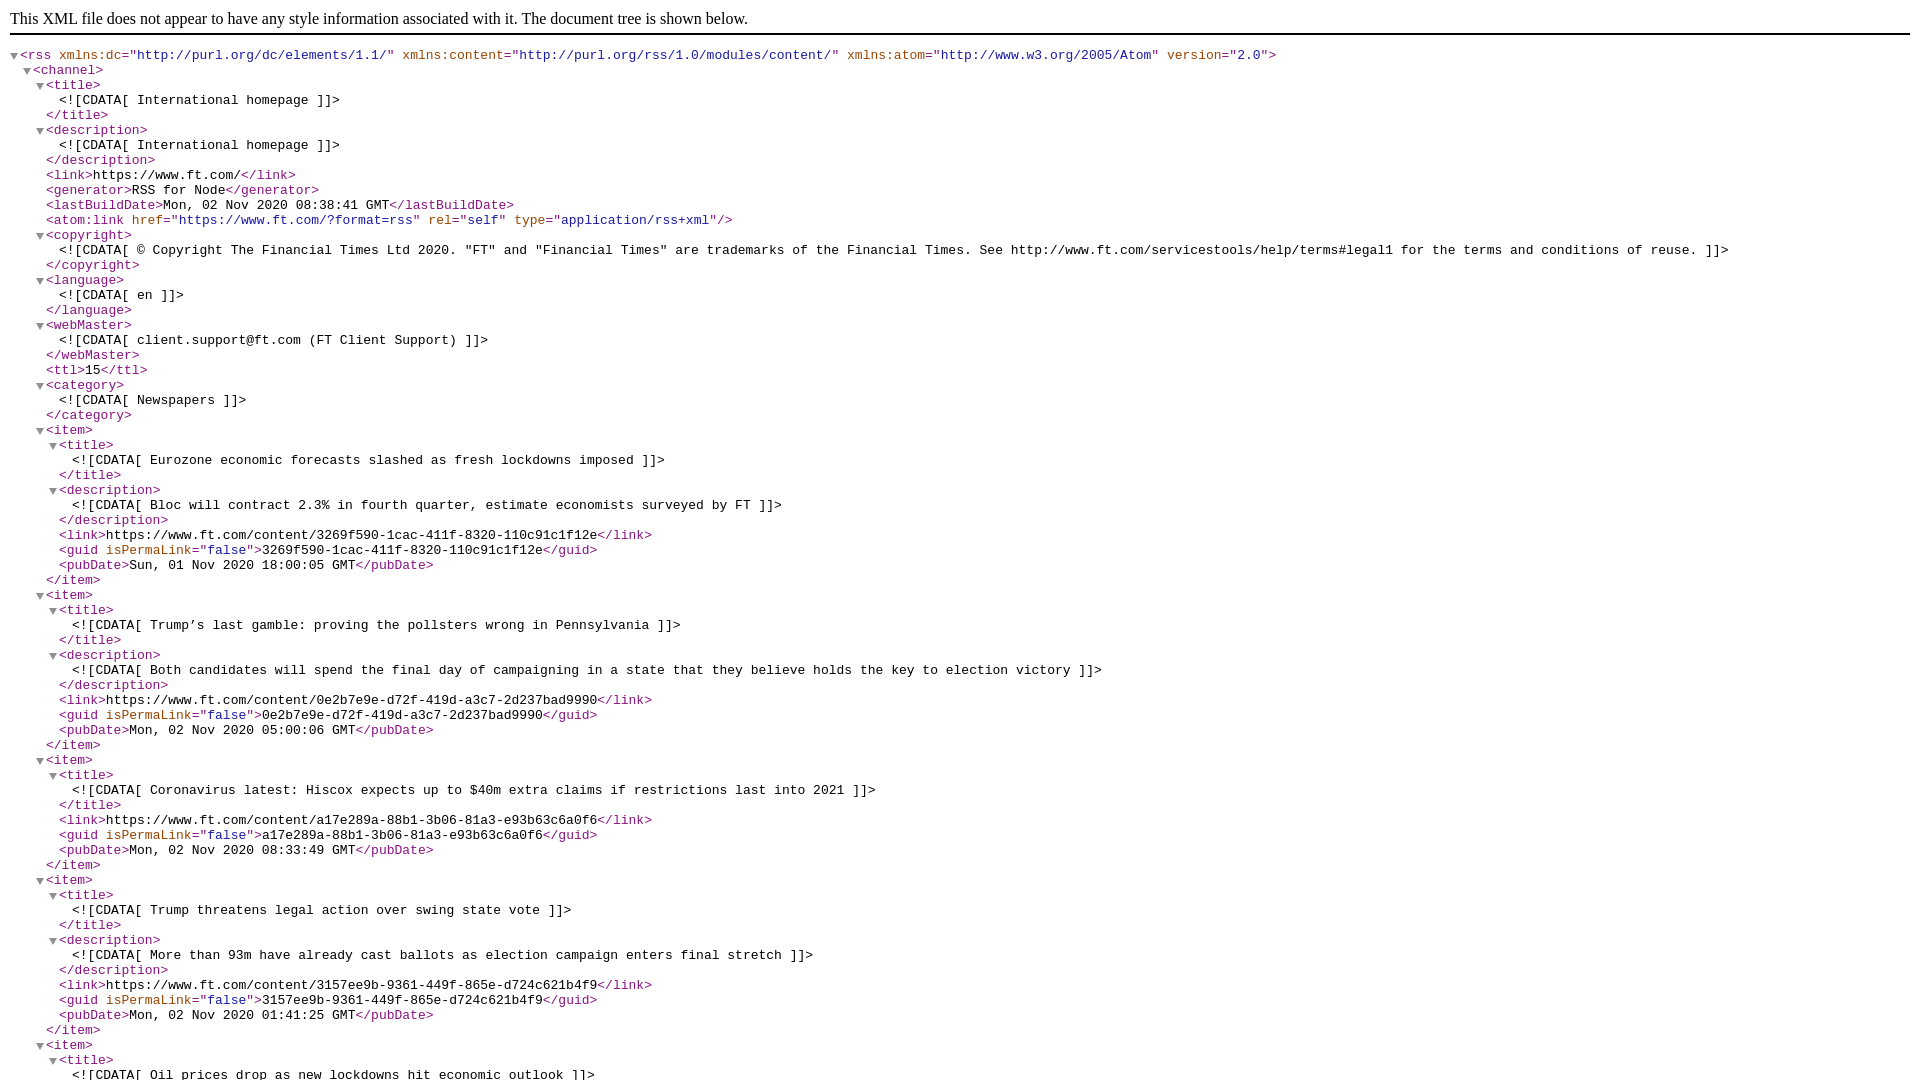 This XML file does not appear to have any style information associated with it. The document tree is shown below.
<rss xmlns:dc="http://purl.org/dc/elements/1.1/" xmlns:content="http://purl.org/rss/1.0/modules/content/" xmlns:atom="http://www.w3.org/2005/Atom" version="2.0">
<channel>
<title>
<![CDATA[ International homepage ]]>
</title>
<description>
<![CDATA[ International homepage ]]>
</description>
<link>https://www.ft.com/</link>
<generator>RSS for Node</generator>
<lastBuildDate>Mon, 02 Nov 2020 08:38:41 GMT</lastBuildDate>
<atom:link href="https://www.ft.com/?format=rss" rel="self" type="application/rss+xml"/>
<copyright>
<![CDATA[ © Copyright The Financial Times Ltd 2020. "FT" and "Financial Times" are trademarks of the Financial Times. See http://www.ft.com/servicestools/help/terms#legal1 for the terms and conditions of reuse. ]]>
</copyright>
<language>
<![CDATA[ en ]]>
</language>
<webMaster>
<![CDATA[ client.support@ft.com (FT Client Support) ]]>
</webMaster>
<ttl>15</ttl>
<category>
<![CDATA[ Newspapers ]]>
</category>
<item>
<title>
<![CDATA[ Eurozone economic forecasts slashed as fresh lockdowns imposed ]]>
</title>
<description>
<![CDATA[ Bloc will contract 2.3% in fourth quarter, estimate economists surveyed by FT ]]>
</description>
<link>https://www.ft.com/content/3269f590-1cac-411f-8320-110c91c1f12e</link>
<guid isPermaLink="false">3269f590-1cac-411f-8320-110c91c1f12e</guid>
<pubDate>Sun, 01 Nov 2020 18:00:05 GMT</pubDate>
</item>
<item>
<title>
<![CDATA[ Trump’s last gamble: proving the pollsters wrong in Pennsylvania ]]>
</title>
<description>
<![CDATA[ Both candidates will spend the final day of campaigning in a state that they believe holds the key to election victory ]]>
</description>
<link>https://www.ft.com/content/0e2b7e9e-d72f-419d-a3c7-2d237bad9990</link>
<guid isPermaLink="false">0e2b7e9e-d72f-419d-a3c7-2d237bad9990</guid>
<pubDate>Mon, 02 Nov 2020 05:00:06 GMT</pubDate>
</item>
<item>
<title>
<![CDATA[ Coronavirus latest: Hiscox expects up to $40m extra claims if restrictions last into 2021 ]]>
</title>
<link>https://www.ft.com/content/a17e289a-88b1-3b06-81a3-e93b63c6a0f6</link>
<guid isPermaLink="false">a17e289a-88b1-3b06-81a3-e93b63c6a0f6</guid>
<pubDate>Mon, 02 Nov 2020 08:33:49 GMT</pubDate>
</item>
<item>
<title>
<![CDATA[ Trump threatens legal action over swing state vote ]]>
</title>
<description>
<![CDATA[ More than 93m have already cast ballots as election campaign enters final stretch ]]>
</description>
<link>https://www.ft.com/content/3157ee9b-9361-449f-865e-d724c621b4f9</link>
<guid isPermaLink="false">3157ee9b-9361-449f-865e-d724c621b4f9</guid>
<pubDate>Mon, 02 Nov 2020 01:41:25 GMT</pubDate>
</item>
<item>
<title>
<![CDATA[ Oil prices drop as new lockdowns hit economic outlook ]]>